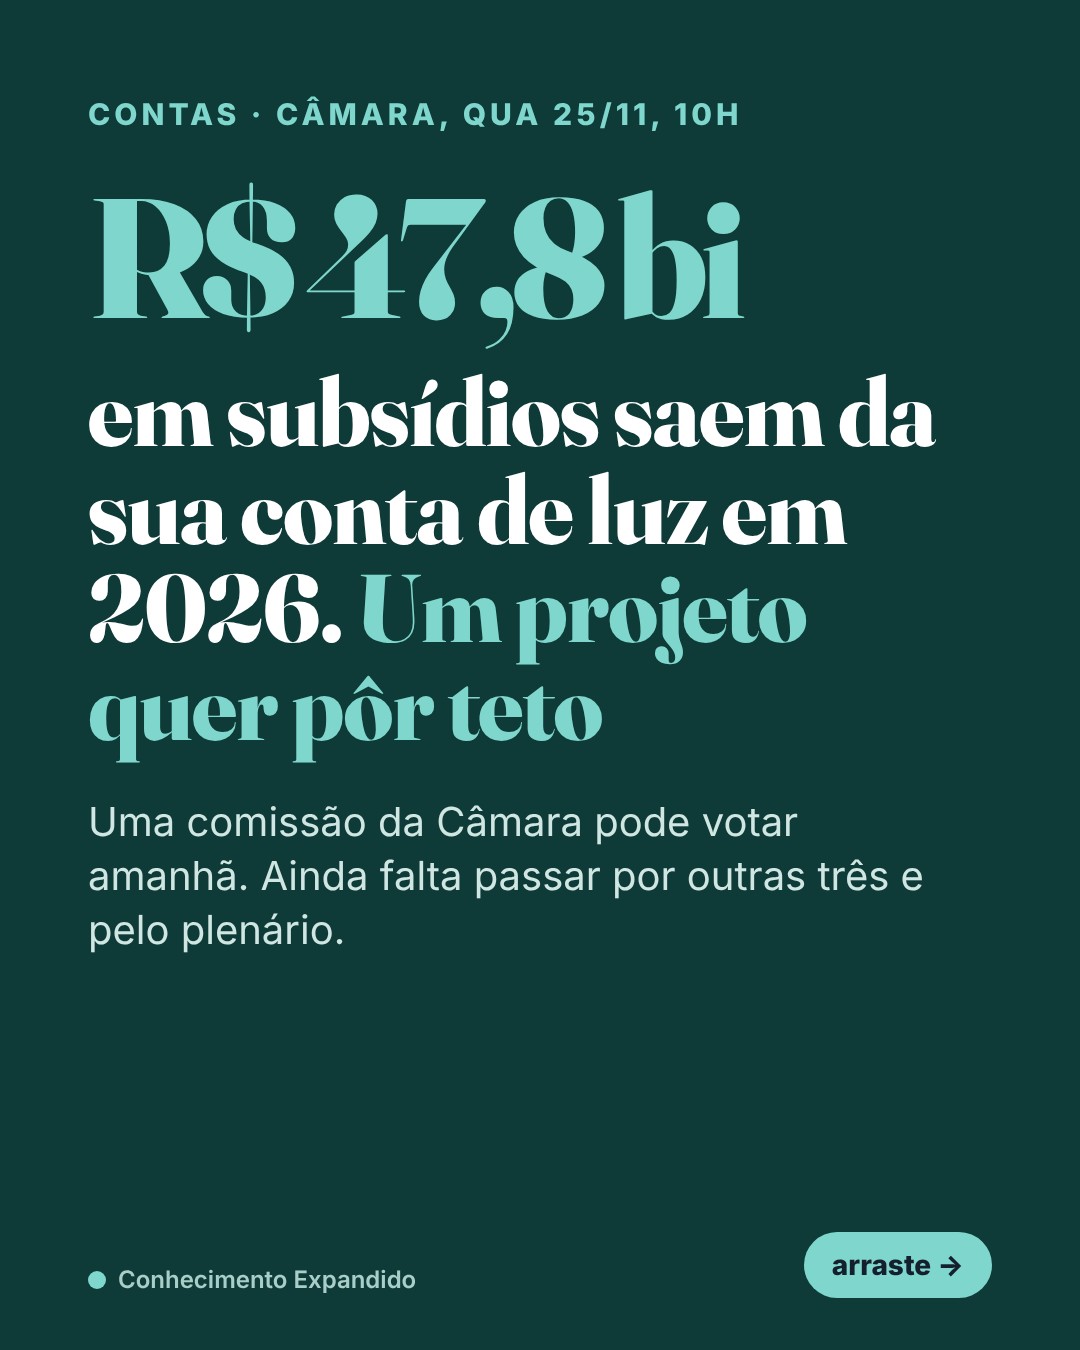 CONTAS · CÂMARA, QUA 25/11, 10H
R$ 47,8 bi
em subsídios saem da
sua conta de luz em
2026. Um projeto
quer pôr teto
Uma comissão da Câmara pode votar
amanhã. Ainda falta passar por outras três e
pelo plenário.
Conhecimento Expandido
arraste →